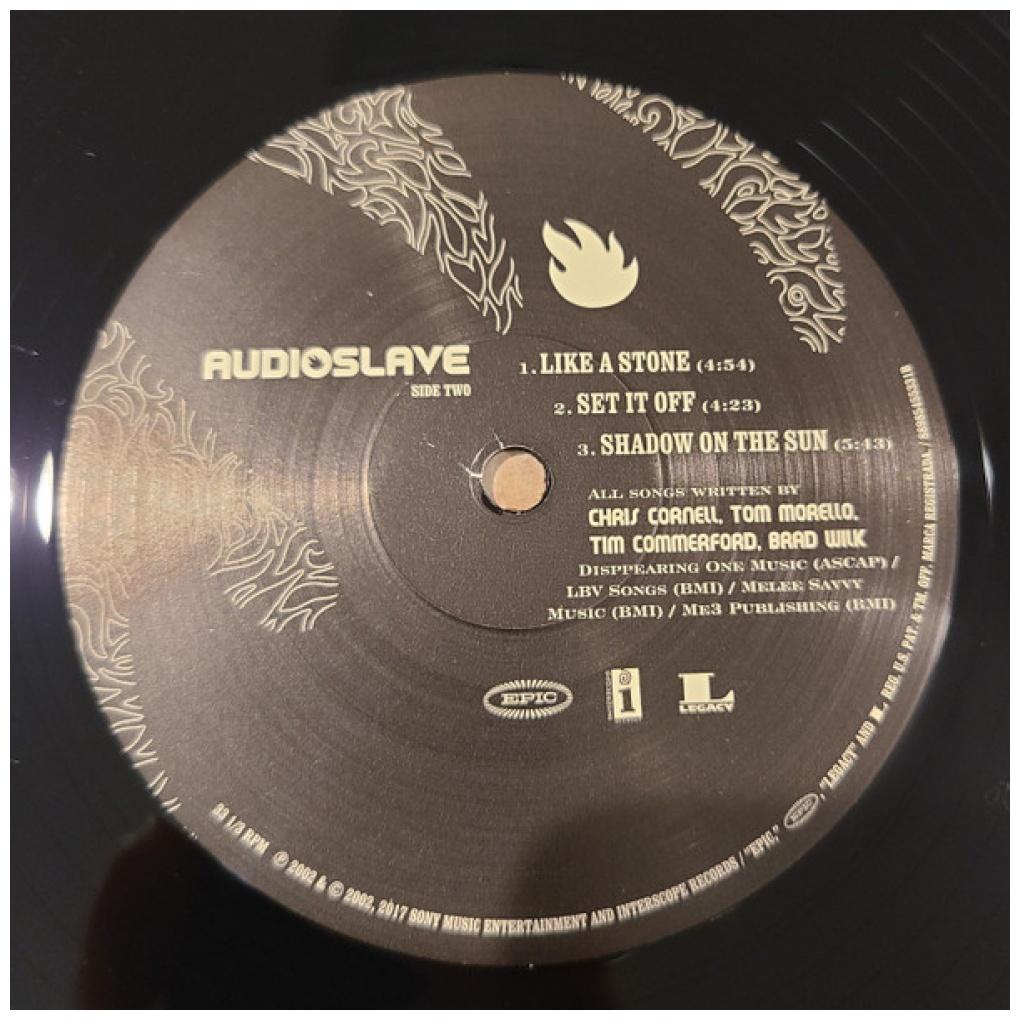 AUDIOSLAVE
SIDE TWO
1. LIKE A STONE (4:54)
2. SET IT OFF (4:23)
3. SHADOW ON THE SUN (5:43)
ALL SONGS WRITTEN BY
CHRIS CORNELL, TOM MORELLO,
TIM COMMERFORD, BRAD WILK
DISPPEARING ONE MUSIC (ASCAP) /
LBV SONGS (BMI) / MELEE SAVVY
MUSIC (BMI) / ME3 PUBLISHING (BMI)
EPIC
i
L
LEGACY
33 1/3 RPM ℗ 2002 & © 2002, 2017 SONY MUSIC ENTERTAINMENT AND INTERSCOPE RECORDS / "EPIC," EPIC, "LEGACY" AND L, REG. U.S. PAT. & TM. OFF. MARCA REGISTRADA. /